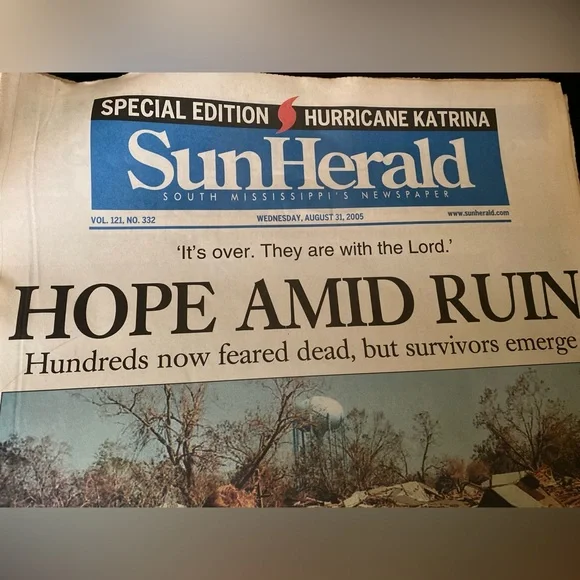 SPECIAL EDITION HURRICANE KATRINA
SunHerald
SOUTH MISSISSIPPI'S NEWSPAPER
VOL. 121, NO. 332 WEDNESDAY, AUGUST 31, 2005 www.sunherald.com
‘It’s over. They are with the Lord.’
HOPE AMID RUIN
Hundreds now feared dead, but survivors emerge